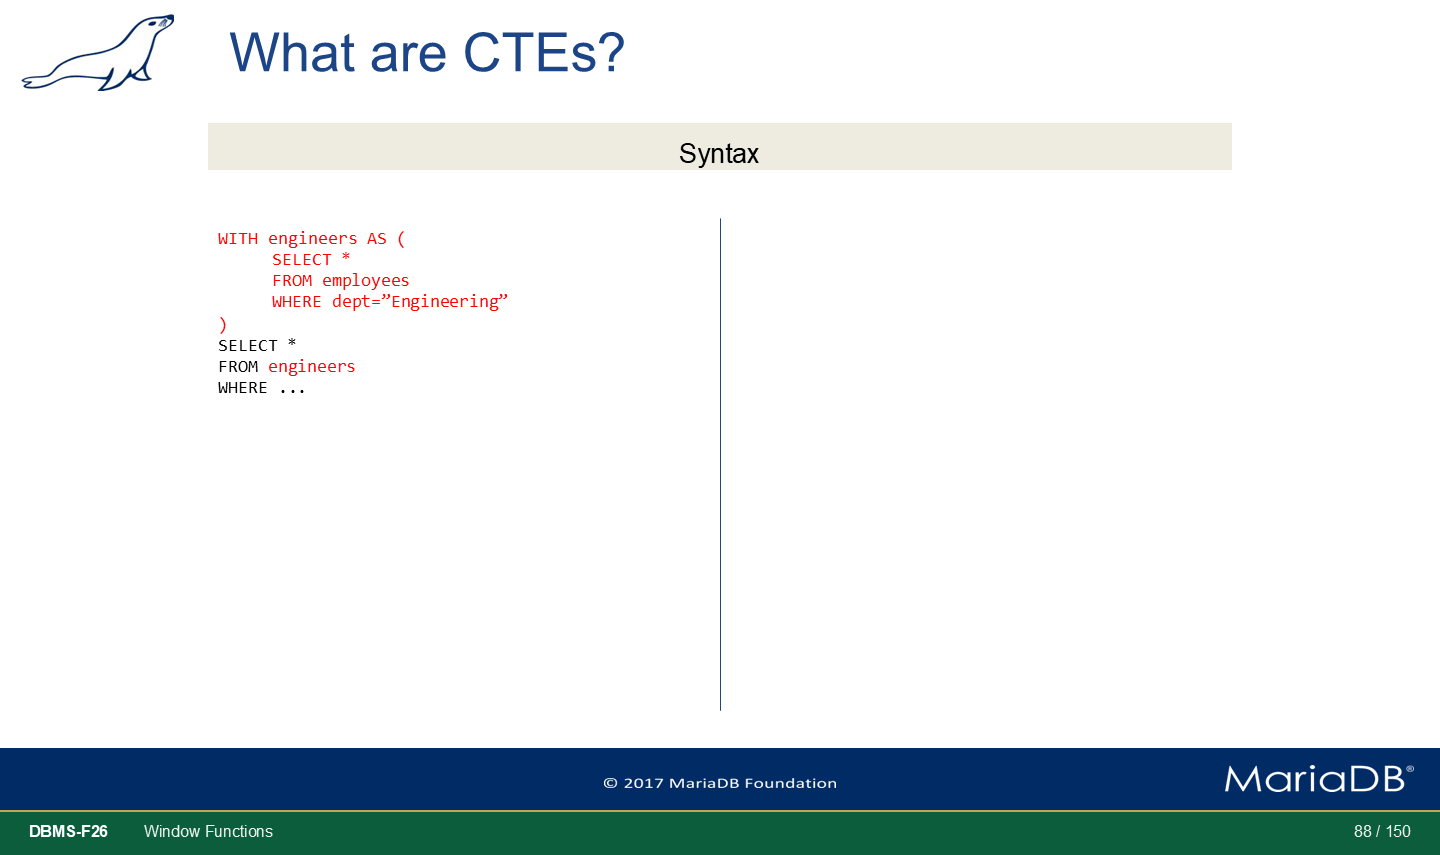 What are CTEs?
Syntax
WITH engineers AS (
SELECT *
FROM employees
WHERE dept=”Engineering”
)
SELECT *
FROM engineers
WHERE ...
© 2017 MariaDB Foundation
MariaDB®
DBMS-F26 Window Functions 88 / 150